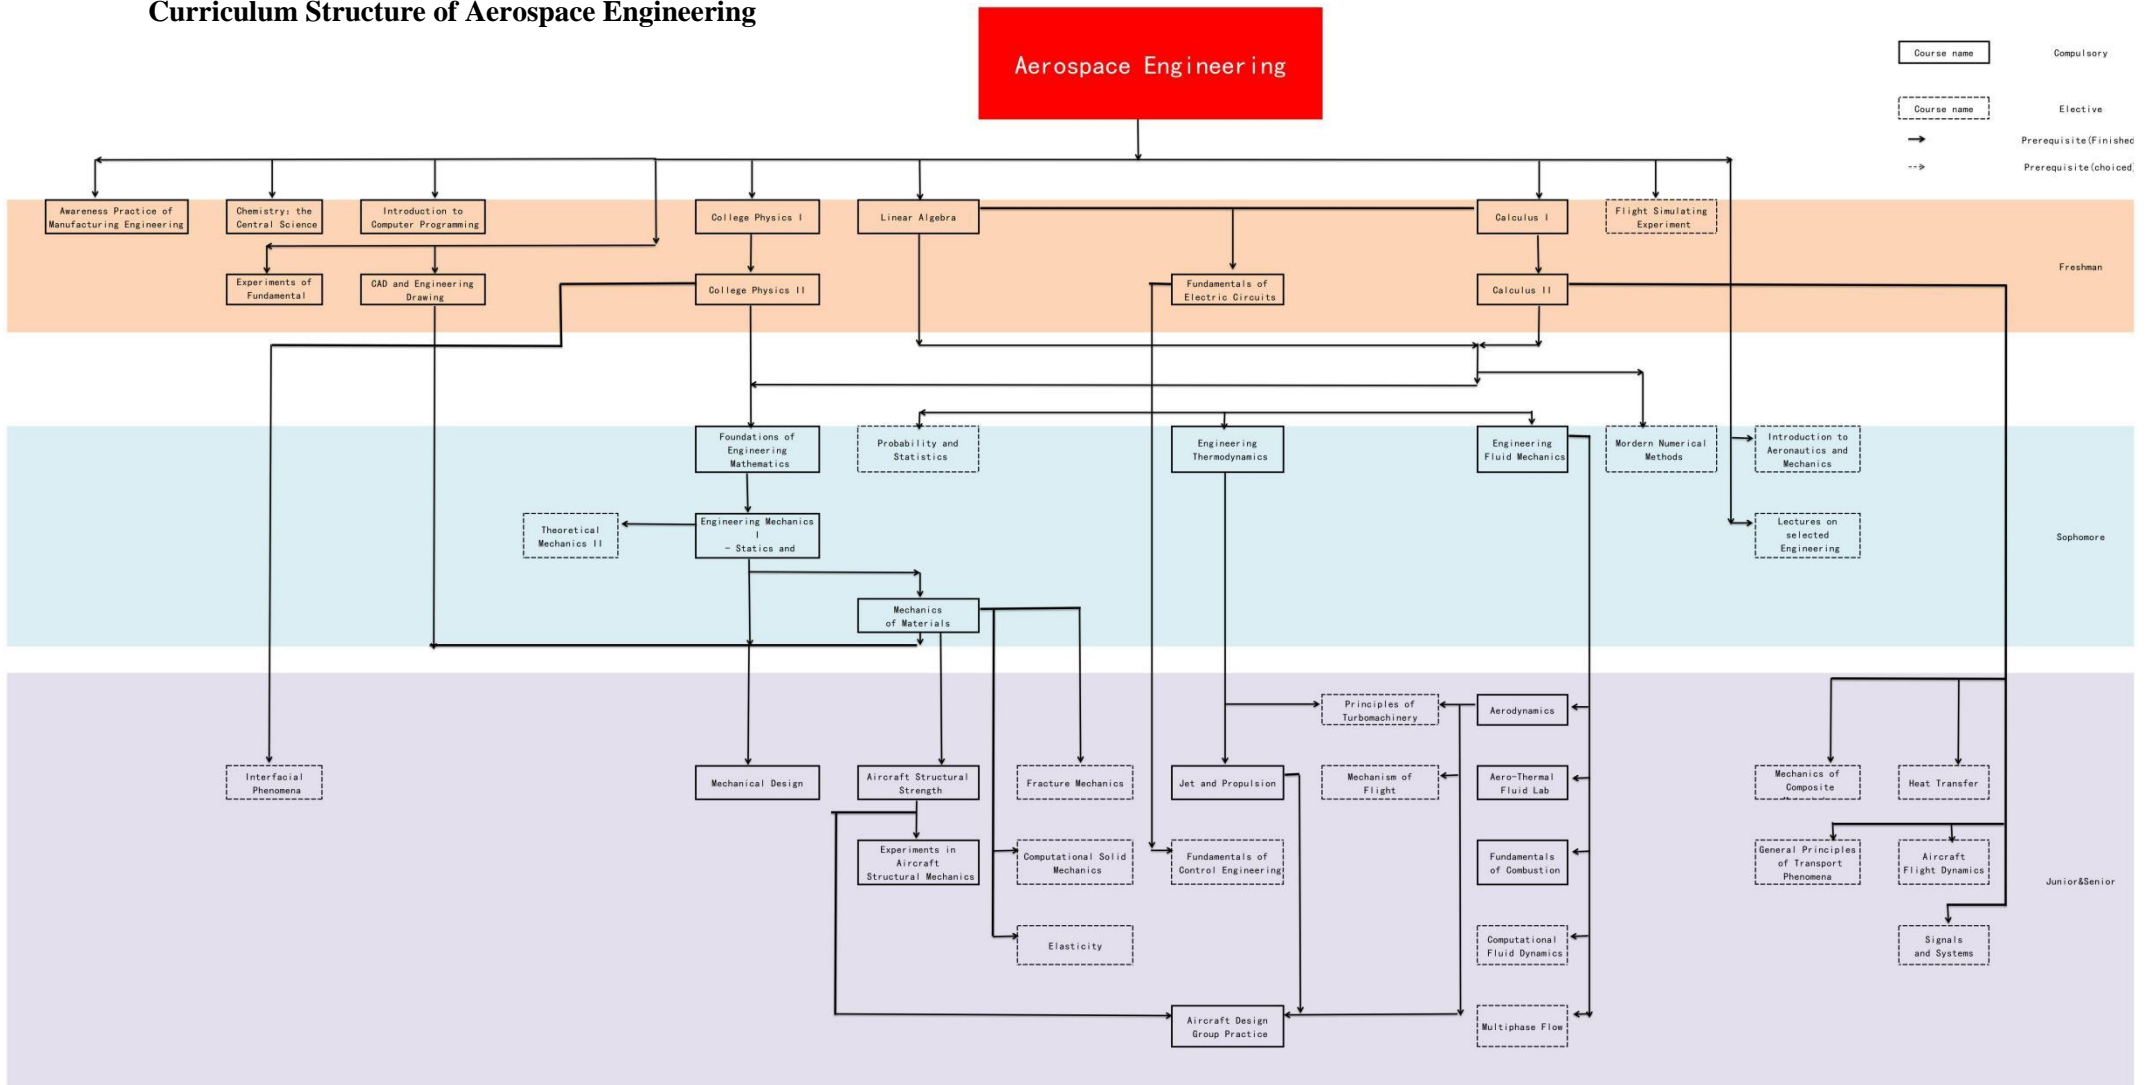 Curriculum Structure of Aerospace Engineering
Aerospace Engineering
Course name
Compulsory
Course name
Elective
Prerequisite(Finished
Prerequisite(choiced)
Awareness Practice of
Manufacturing Engineering
Chemistry: the
Central Science
Introduction to
Computer Programming
College Physics I
Linear Algebra
Calculus I
Flight Simulating
Experiment
Freshman
Experiments of
Fundamental
CAD and Engineering
Drawing
College Physics II
Fundamentals of
Electric Circuits
Calculus II
Foundations of
Engineering
Mathematics
Probability and
Statistics
Engineering
Thermodynamics
Engineering
Fluid Mechanics
Mordern Numerical
Methods
Introduction to
Aeronautics and
Mechanics
Theoretical
Mechanics II
Engineering Mechanics
I
- Statics and
Lectures on
selected
Engineering
Sophomore
Mechanics
of Materials
Principles of
Turbomachinery
Aerodynamics
Interfacial
Phenomena
Mechanical Design
Aircraft Structural
Strength
Fracture Mechanics
Jet and Propulsion
Mechanism of
Flight
Aero-Thermal
Fluid Lab
Mechanics of
Composite
Heat Transfer
Experiments in
Aircraft
Structural Mechanics
Computational Solid
Mechanics
Fundamentals of
Control Engineering
Fundamentals
of Combustion
General Principles
of Transport
Phenomena
Aircraft
Flight Dynamics
Junior&Senior
Elasticity
Computational
Fluid Dynamics
Signals
and Systems
Aircraft Design
Group Practice
Multiphase Flow